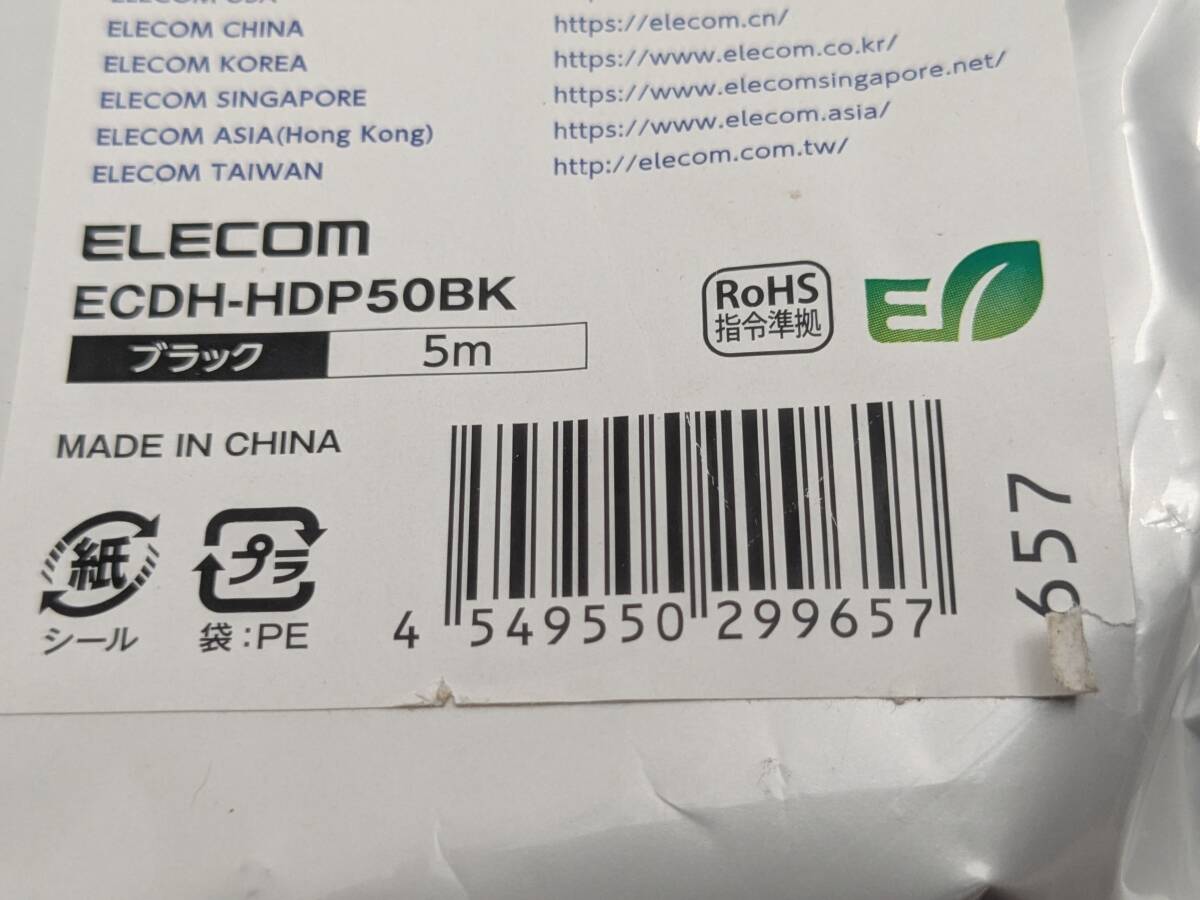 ELECOM USA
ELECOM CHINA
https://elecom.cn/
ELECOM KOREA
https://www.elecom.co.kr/
ELECOM SINGAPORE
https://www.elecomsingapore.net/
ELECOM ASIA(Hong Kong)
https://www.elecom.asia/
ELECOM TAIWAN
http://elecom.com.tw/
ELECOM
ECDH-HDP50BK
ブラック 5m
RoHS
指令準拠
MADE IN CHINA
紙
シール
プラ
袋:PE
4 549550 299657
657